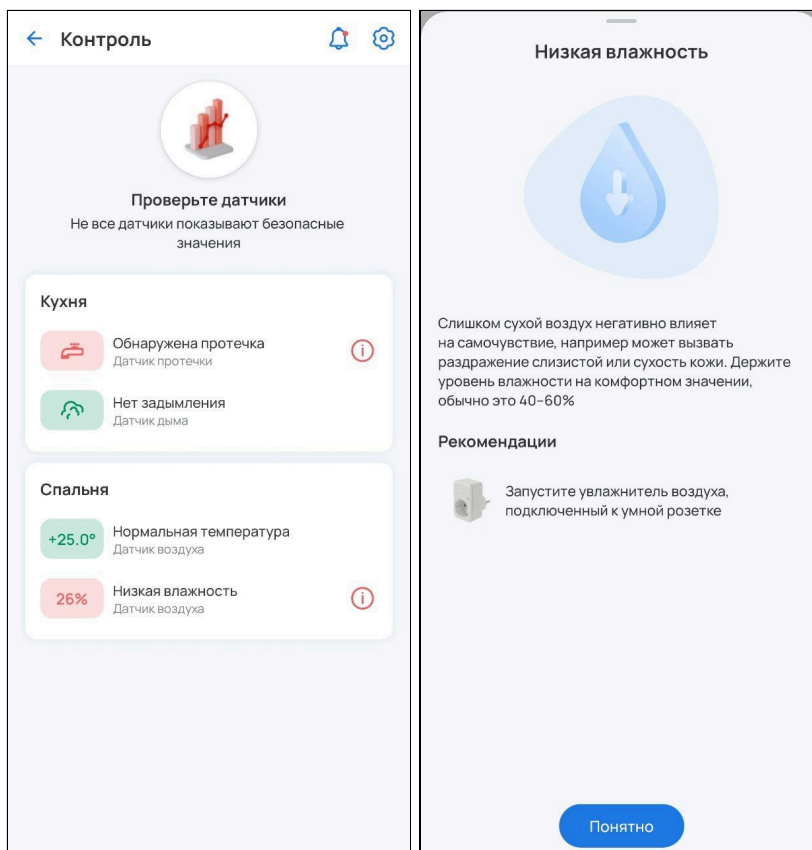 Контроль
Проверьте датчики
Не все датчики показывают безопасные
значения
Кухня
Обнаружена протечка
Датчик протечки
Нет задымления
Датчик дыма
Спальня
+25.0°
Нормальная температура
Датчик воздуха
26%
Низкая влажность
Датчик воздуха
Низкая влажность
Слишком сухой воздух негативно влияет
на самочувствие, например может вызвать
раздражение слизистой или сухость кожи. Держите
уровень влажности на комфортном значении,
обычно это 40–60%
Рекомендации
Запустите увлажнитель воздуха,
подключенный к умной розетке
Понятно